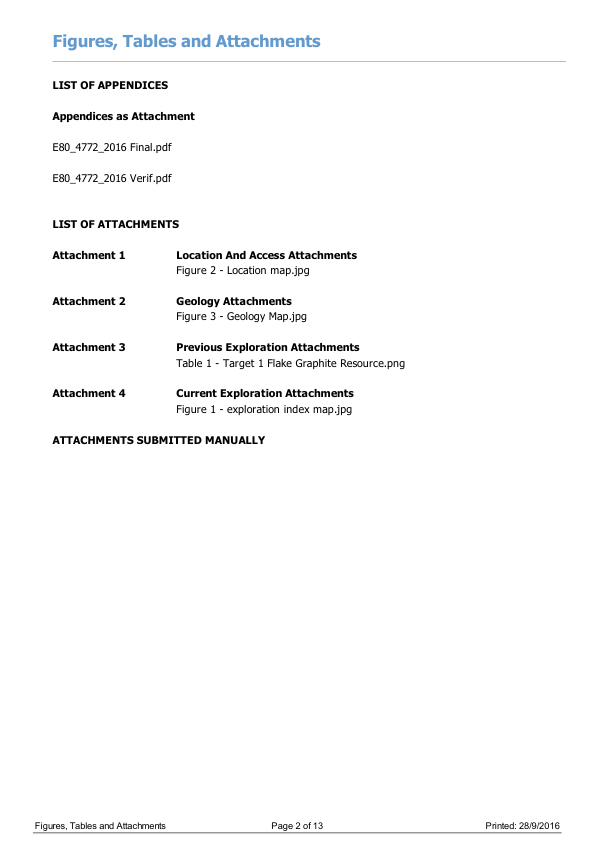 Figures, Tables and Attachments
LIST OF APPENDICES
Appendices as Attachment
E80_4772_2016 Final.pdf
E80_4772_2016 Verif.pdf
LIST OF ATTACHMENTS
Attachment 1 Location And Access Attachments
Figure 2 - Location map.jpg
Attachment 2 Geology Attachments
Figure 3 - Geology Map.jpg
Attachment 3 Previous Exploration Attachments
Table 1 - Target 1 Flake Graphite Resource.png
Attachment 4 Current Exploration Attachments
Figure 1 - exploration index map.jpg
ATTACHMENTS SUBMITTED MANUALLY
Figures, Tables and Attachments Page 2 of 13 Printed: 28/9/2016